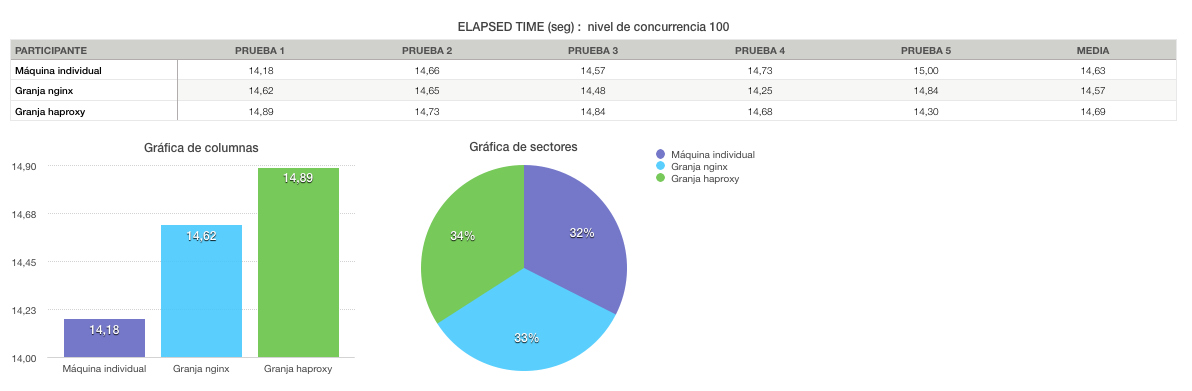 ELAPSED TIME (seg) : nivel de concurrencia 100
PARTICIPANTE PRUEBA 1 PRUEBA 2 PRUEBA 3 PRUEBA 4 PRUEBA 5 MEDIA
Máquina individual 14,18 14,66 14,57 14,73 15,00 14,63
Granja nginx 14,62 14,65 14,48 14,25 14,84 14,57
Granja haproxy 14,89 14,73 14,84 14,68 14,30 14,69
Gráfica de columnas
14,90
14,68
14,45
14,23
14,00
14,18
14,62
14,89
Máquina individual Granja nginx Granja haproxy
Gráfica de sectores
34%
32%
33%
Máquina individual
Granja nginx
Granja haproxy